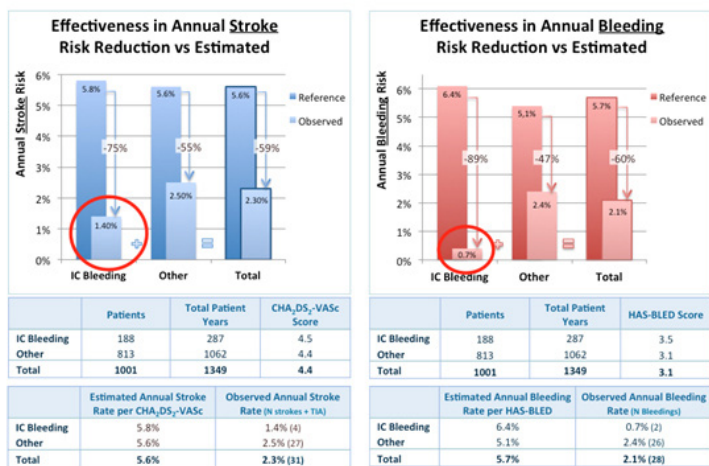 Effectiveness in Annual Stroke
Risk Reduction vs Estimated
Annual Stroke Risk
6%
5%
4%
3%
2%
1%
0%
5.8%
5.6%
5.6%
-75%
-55%
-59%
1.40%
2.50%
2.30%
+
=
IC Bleeding Other Total
Reference
Observed
Patients Total Patient Years CHA₂DS₂-VASc Score
IC Bleeding 188 287 4.5
Other 813 1062 4.4
Total 1001 1349 4.4
Estimated Annual Stroke Rate per CHA₂DS₂-VASc Observed Annual Stroke Rate (N strokes + TIA)
IC Bleeding 5.8% 1.4% (4)
Other 5.6% 2.5% (27)
Total 5.6% 2.3% (31)
Effectiveness in Annual Bleeding
Risk Reduction vs Estimated
Annual Bleeding Risk
6%
5%
4%
3%
2%
1%
0%
6.4%
5,1%
5.7%
-89%
-47%
-60%
0.7%
2.4%
2.1%
+
=
IC Bleeding Other Total
Reference
Observed
Patients Total Patient Years HAS-BLED Score
IC Bleeding 188 287 3.5
Other 813 1062 3.1
Total 1001 1349 3.1
Estimated Annual Bleeding Rate per HAS-BLED Observed Annual Bleeding Rate (N Bleedings)
IC Bleeding 6.4% 0.7% (2)
Other 5.1% 2.4% (26)
Total 5.7% 2.1% (28)